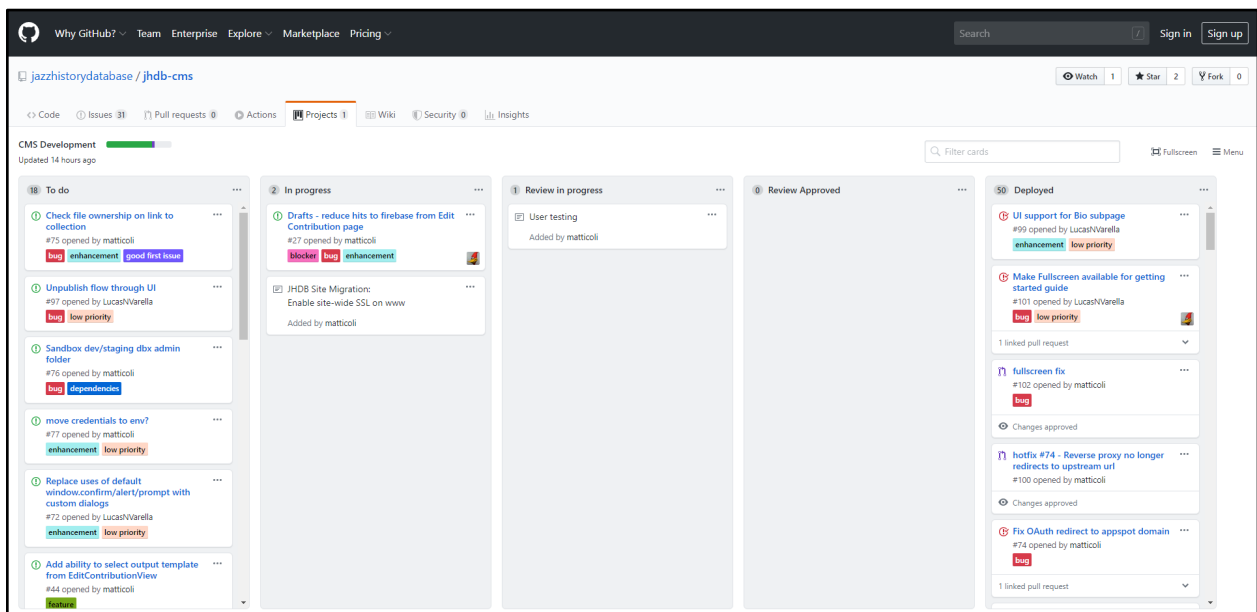 Why GitHub? Team Enterprise Explore Marketplace Pricing Search / Sign in Sign up
jazzhistorydatabase / jhdb-cms Watch 1 Star 2 Fork 0
Code Issues 31 Pull requests 0 Actions Projects 1 Wiki Security 0 Insights
CMS Development
Updated 14 hours ago
Filter cards Fullscreen Menu
18 To do
Check file ownership on link to
collection
#75 opened by matticoli
bug enhancement good first issue
Unpublish flow through UI
#97 opened by LucasNVarella
bug low priority
Sandbox dev/staging dbx admin
folder
#76 opened by matticoli
bug dependencies
move credentials to env?
#77 opened by matticoli
enhancement low priority
Replace uses of default
window.confirm/alert/prompt with
custom dialogs
#72 opened by LucasNVarella
enhancement low priority
Add ability to select output template
from EditContributionView
#44 opened by matticoli
feature
2 In progress
Drafts - reduce hits to firebase from Edit
Contribution page
#27 opened by matticoli
blocker bug enhancement
JHDB Site Migration:
Enable site-wide SSL on www
Added by matticoli
1 Review in progress
User testing
Added by matticoli
0 Review Approved
50 Deployed
UI support for Bio subpage
#99 opened by LucasNVarella
enhancement low priority
Make Fullscreen available for getting
started guide
#101 opened by LucasNVarella
bug low priority
1 linked pull request
fullscreen fix
#102 opened by matticoli
bug
Changes approved
hotfix #74 - Reverse proxy no longer
redirects to upstream url
#100 opened by matticoli
Changes approved
Fix OAuth redirect to appspot domain
#74 opened by matticoli
bug
1 linked pull request